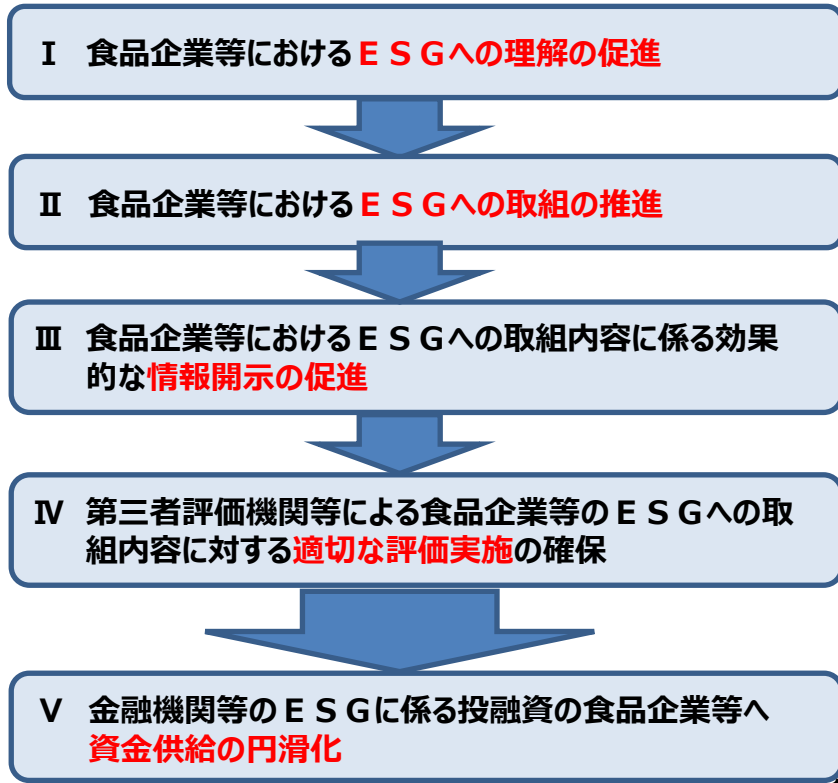 Ⅰ 食品企業等におけるＥＳＧへの理解の促進
Ⅱ 食品企業等におけるＥＳＧへの取組の推進
Ⅲ 食品企業等におけるＥＳＧへの取組内容に係る効果
的な情報開示の促進
Ⅳ 第三者評価機関等による食品企業等のＥＳＧへの取
組内容に対する適切な評価実施の確保
Ⅴ 金融機関等のＥＳＧに係る投融資の食品企業等へ
資金供給の円滑化